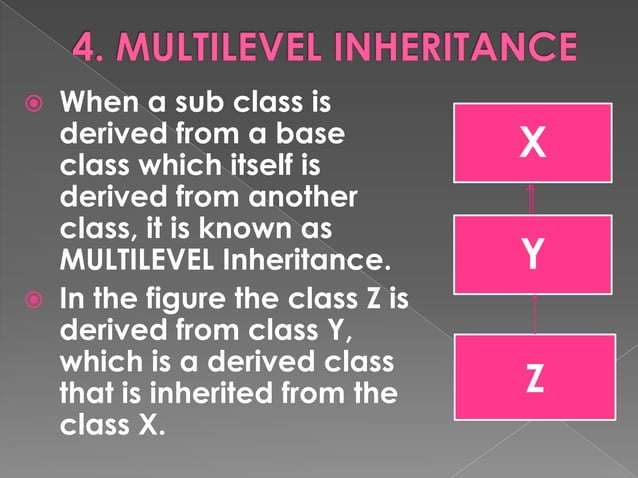 4. MULTILEVEL INHERITANCE
When a sub class is
derived from a base
class which itself is
derived from another
class, it is known as
MULTILEVEL Inheritance.
In the figure the class Z is
derived from class Y,
which is a derived class
that is inherited from the
class X.
X
Y
Z